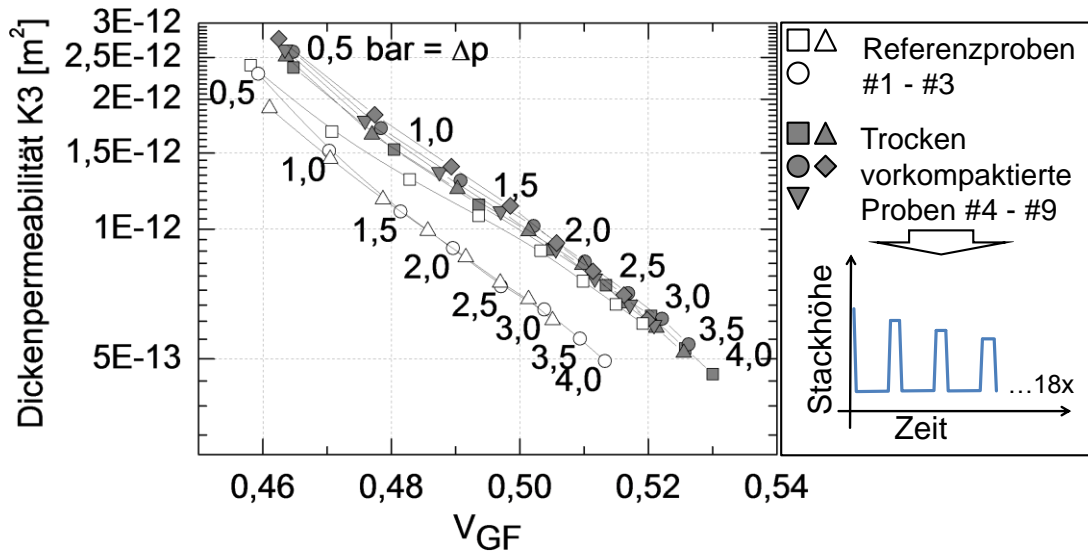 Dickenpermeabilität K3 [m²]
3E-12
2,5E-12
2E-12
1,5E-12
1E-12
5E-13
0,5 bar = Δp
1,0
1,5
2,0
2,5
3,0
3,5
4,0
0,5
1,0
1,5
2,0
2,5
3,0
3,5
4,0
0,46
0,48
0,50
0,52
0,54
V_GF
Referenzproben
#1 - #3
Trocken
vorkompaktierte
Proben #4 - #9
Stackhöhe
...18x
Zeit